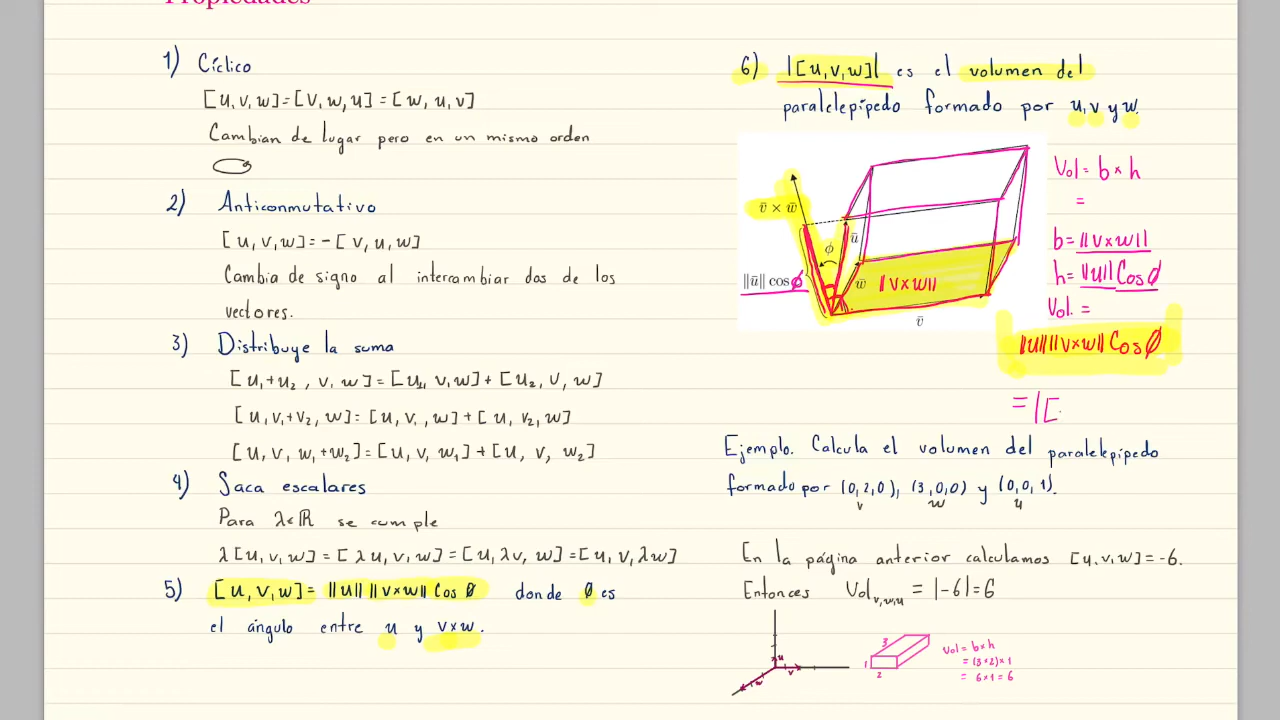 Propiedades
1) Cíclico
[u,v,w]=[v,w,u]=[w,u,v]
Cambian de lugar pero en un mismo orden
2) Anticonmutativo
[u,v,w]=-[v,u,w]
Cambia de signo al intercambiar dos de los
vectores.
3) Distribuye la suma
[u₁+u₂, v, w]=[u₁, v, w]+[u₂, v, w]
[u, v₁+v₂, w]=[u, v₁, w]+[u, v₂, w]
[u, v, w₁+w₂]=[u, v, w₁]+[u, v, w₂]
4) Saca escalares
Para λ∈ℝ se cumple
λ[u,v,w]=[λu,v,w]=[u,λv,w]=[u,v,λw]
5) [u,v,w]=||u|| ||v×w|| Cos ø donde ø es
el ángulo entre u y v×w.
6) |[u,v,w]| es el volumen del
paralelepípedo formado por u,v y w.
v̄ × w̄
ϕ
ū
‖ū‖ cos ø
w̄
||v×w||
v̄
Vol = b × h
=
b = ||v×w||
h = ||u|| Cos ø
Vol. =
||u|| ||v×w|| Cos ø
= |[
Ejemplo. Calcula el volumen del paralelepípedo
formado por (0,2,0), (3,0,0) y (0,0,1).
v w u
En la página anterior calculamos [u,v,w]=-6.
Entonces Vol v,w,u = |-6|=6
u
v
w
3
1
2
Vol = b×h
= (3×2)×1
= 6×1=6